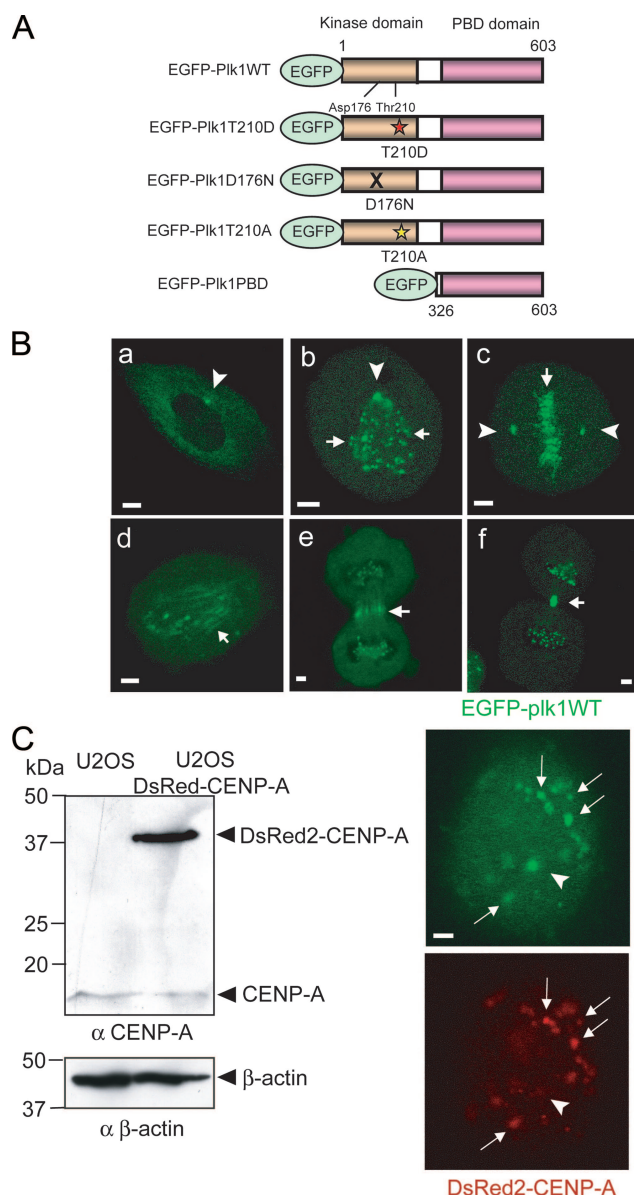 A
Kinase domain
PBD domain
1
603
EGFP-Plk1WT
EGFP
Asp176
Thr210
EGFP-Plk1T210D
EGFP
T210D
EGFP-Plk1D176N
EGFP
X
D176N
EGFP-Plk1T210A
EGFP
T210A
EGFP-Plk1PBD
EGFP
326
603
B
a
b
c
d
e
f
EGFP-plk1WT
C
kDa
U2OS
U2OS
DsRed-CENP-A
50
37
25
20
DsRed2-CENP-A
CENP-A
α CENP-A
50
37
β-actin
α β-actin
DsRed2-CENP-A